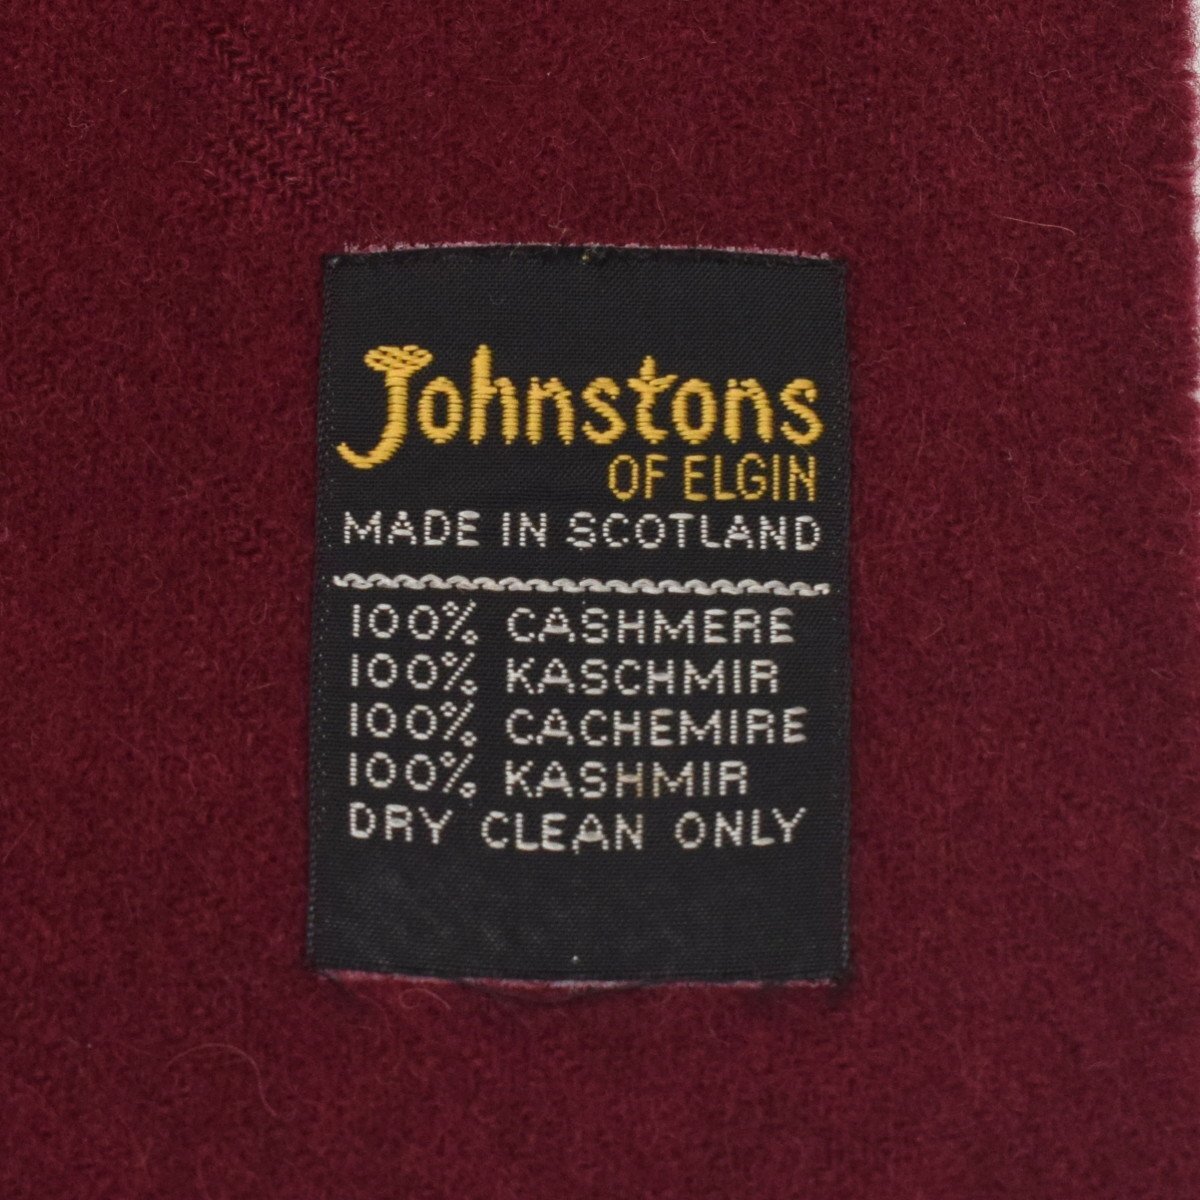 Johnstons
OF ELGIN
MADE IN SCOTLAND
100% CASHMERE
100% KASCHMIR
100% CACHEMIRE
100% KASHMIR
DRY CLEAN ONLY